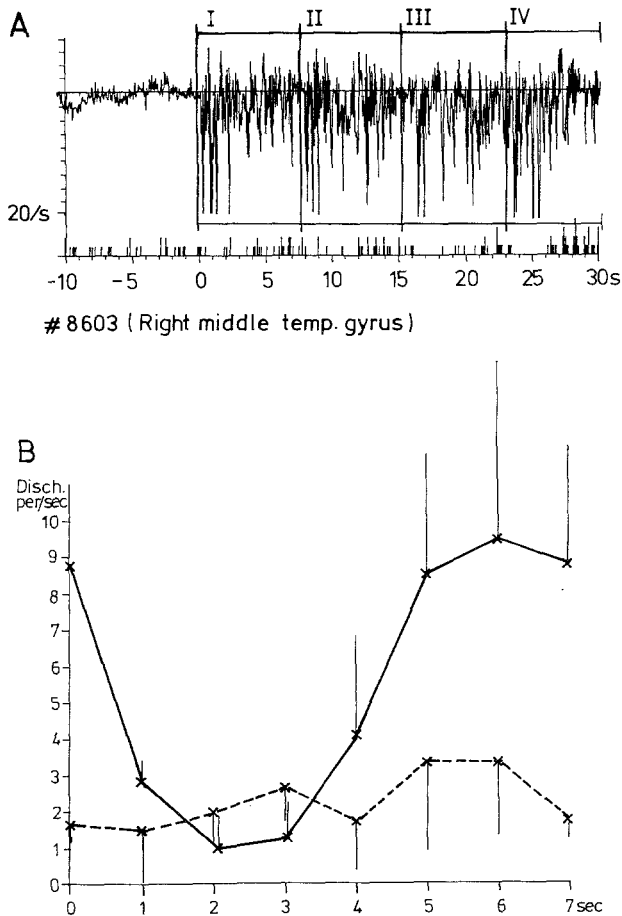 A
I II III IV
20/s
-10 -5 0 5 10 15 20 25 30s
# 8603 ( Right middle temp. gyrus )
B
Disch.
per/sec
10
9
8
7
6
5
4
3
2
1
0
0 1 2 3 4 5 6 7 sec